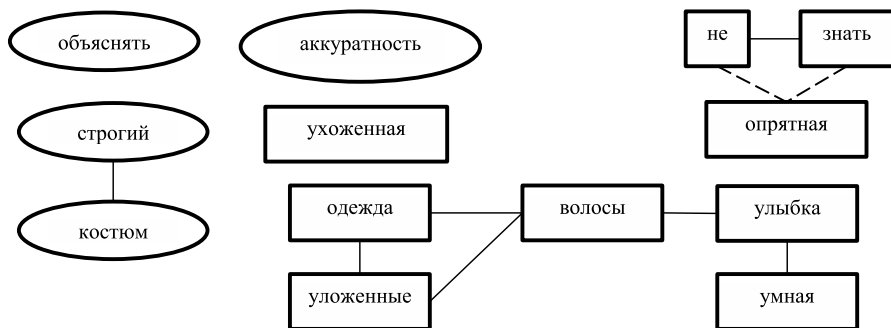 объяснять
аккуратность
не
знать
строгий
ухоженная
опрятная
костюм
одежда
волосы
улыбка
уложенные
умная